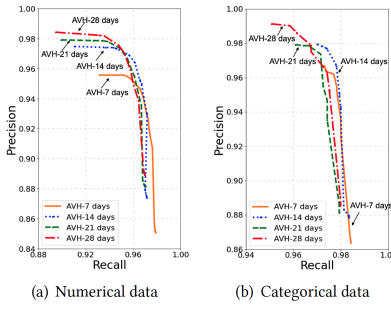 AVH-28 days
AVH-21 days
AVH-14 days
AVH-7 days
Precision
1.00
0.98
0.96
0.94
0.92
0.90
0.88
0.86
0.84
AVH-7 days
AVH-14 days
AVH-21 days
AVH-28 days
0.88 0.92 0.96 1.00
Recall
(a) Numerical data
AVH-28 days
AVH-14 days
AVH-21 days
AVH-7 days
Precision
1.00
0.98
0.96
0.94
0.92
0.90
0.88
0.86
AVH-7 days
AVH-14 days
AVH-21 days
AVH-28 days
0.94 0.96 0.98 1.0
Recall
(b) Categorical data